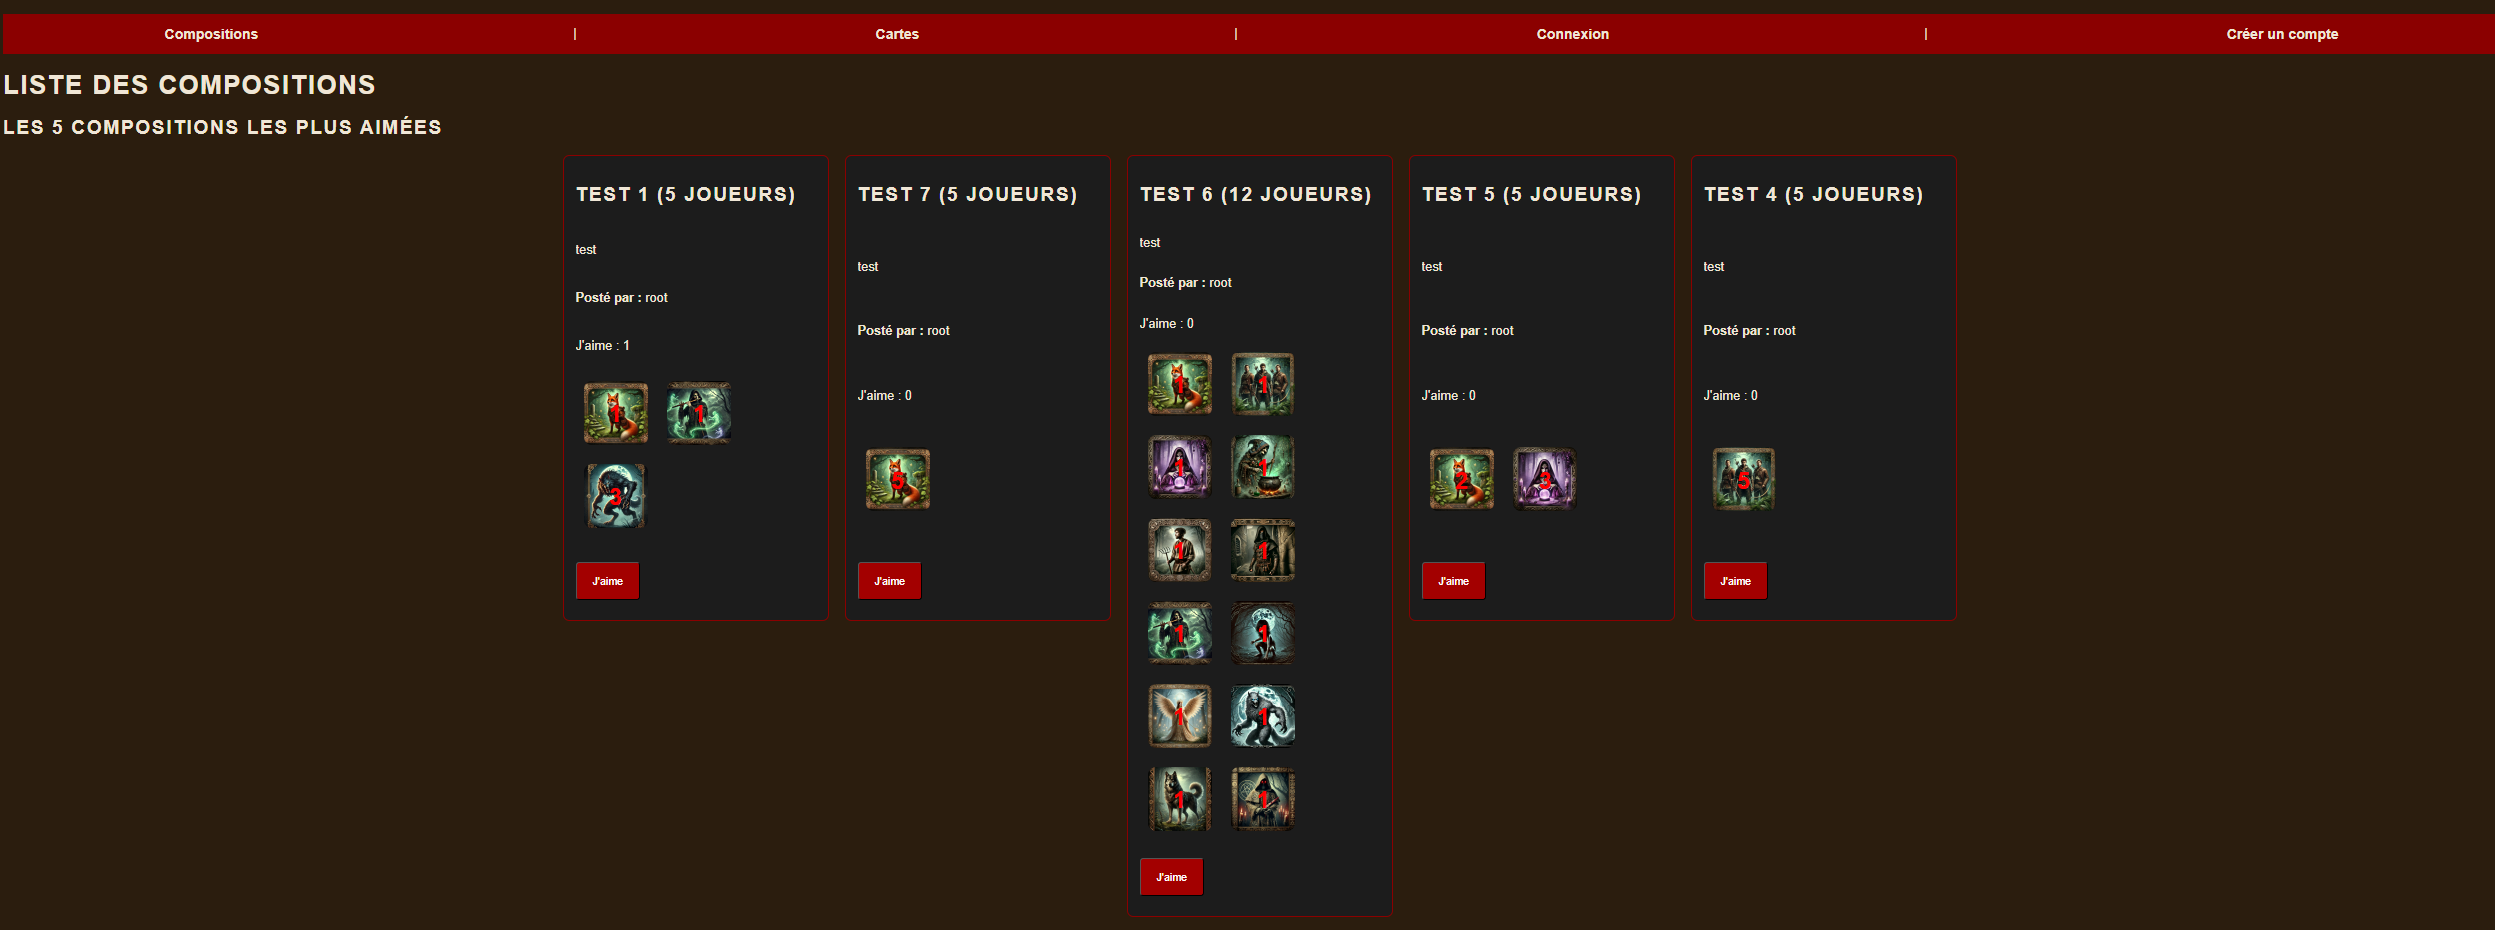 Compositions | Cartes | Connexion | Créer un compte
LISTE DES COMPOSITIONS
LES 5 COMPOSITIONS LES PLUS AIMÉES
TEST 1 (5 JOUEURS)
test
Posté par : root
J'aime : 1
1 1
3
J'aime
TEST 7 (5 JOUEURS)
test
Posté par : root
J'aime : 0
5
J'aime
TEST 6 (12 JOUEURS)
test
Posté par : root
J'aime : 0
1 1
1 1
1 1
1 1
1 1
1 1
J'aime
TEST 5 (5 JOUEURS)
test
Posté par : root
J'aime : 0
2 3
J'aime
TEST 4 (5 JOUEURS)
test
Posté par : root
J'aime : 0
5
J'aime